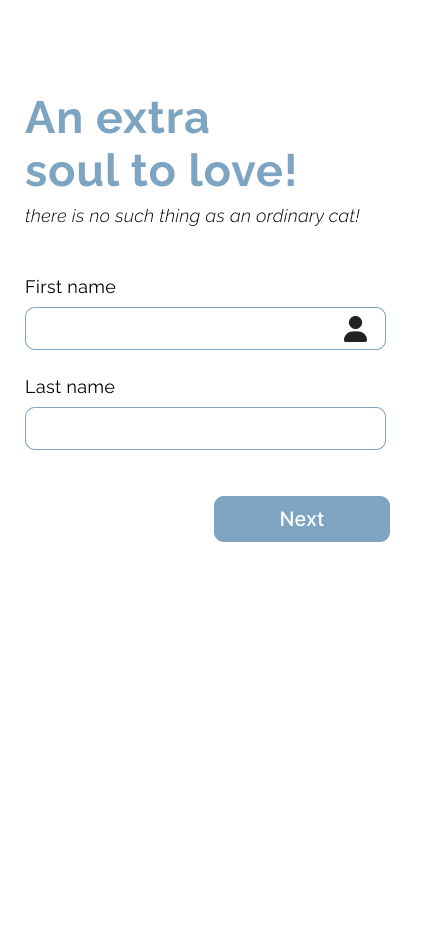 An extra
soul to love!
there is no such thing as an ordinary cat!
First name
Last name
Next